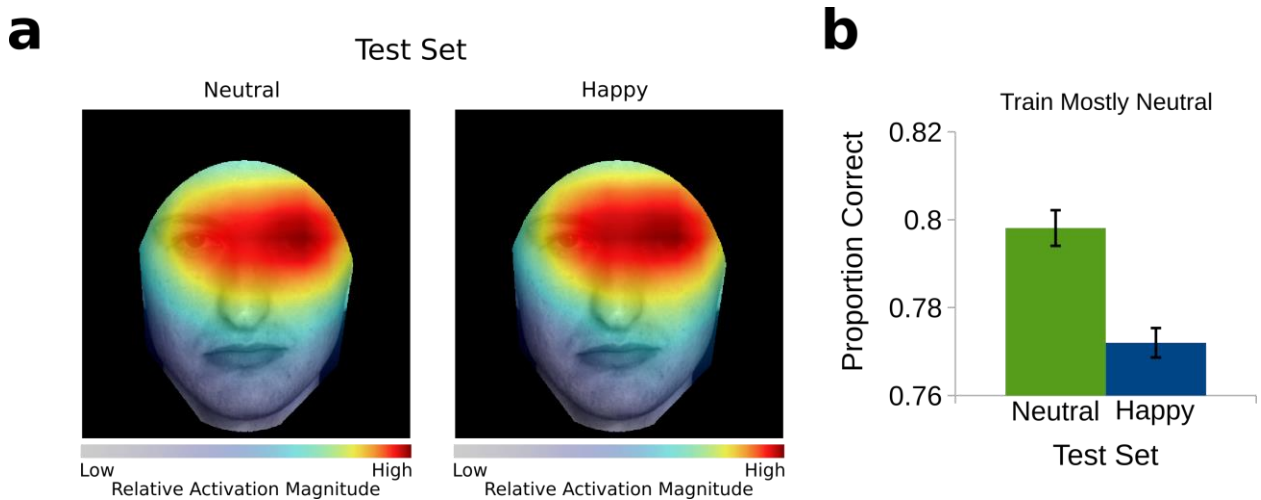 a
Test Set
Neutral
Happy
Low
High
Relative Activation Magnitude
Low
High
Relative Activation Magnitude
b
Train Mostly Neutral
Proportion Correct
0.82
0.8
0.78
0.76
Neutral
Happy
Test Set